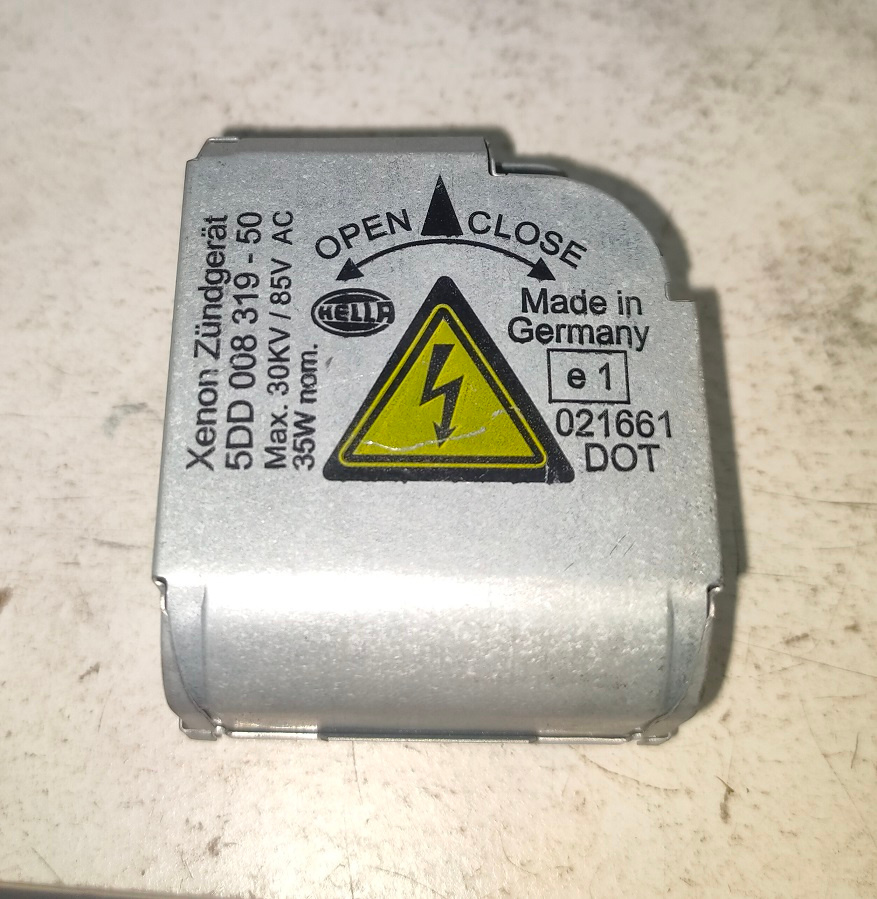 OPEN CLOSE
Xenon Zündgerät
5DD 008 319 - 50
Max. 30KV / 85V AC
35W nom.
HELLA
Made in
Germany
e 1
021661
DOT